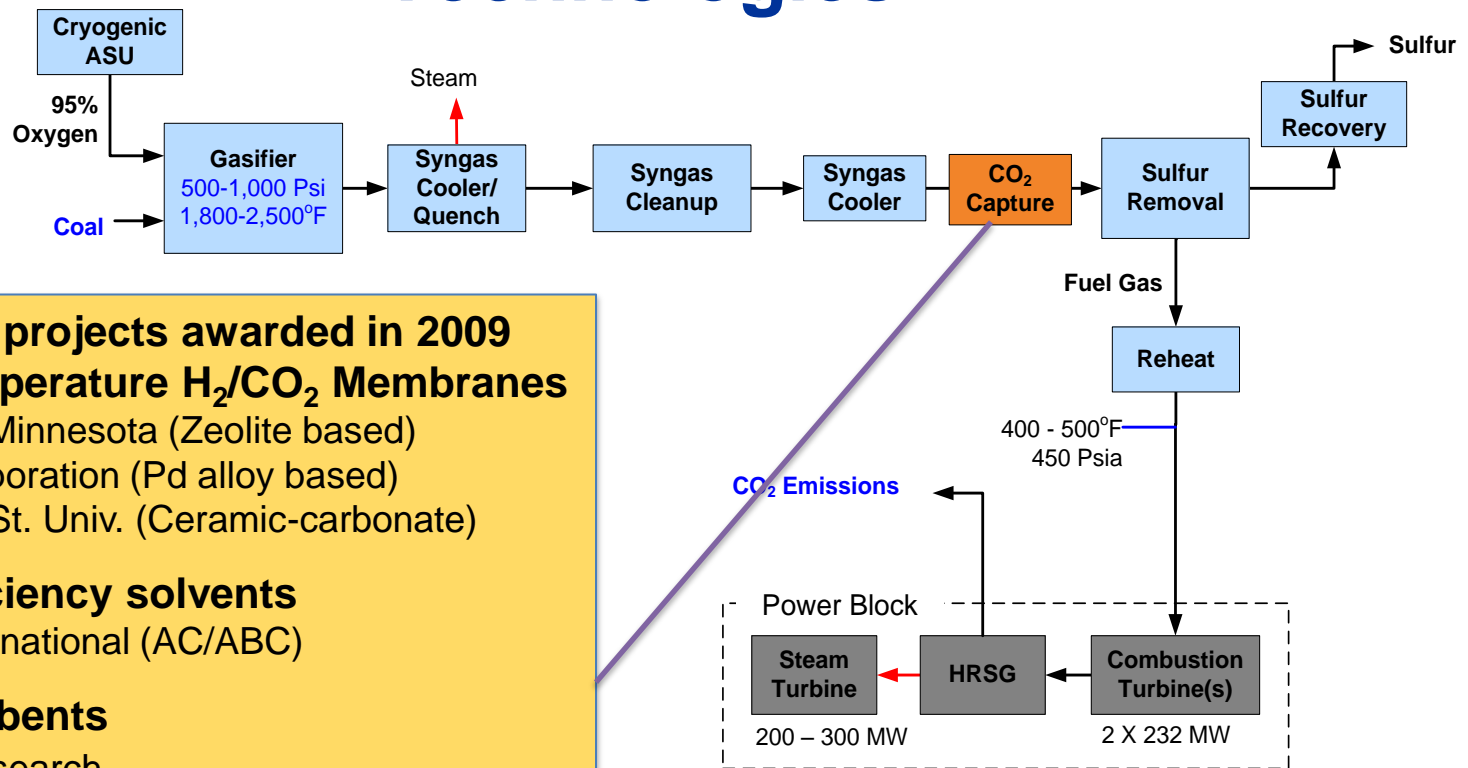 Cryogenic
ASU
95%
Oxygen
Coal
Gasifier
500-1,000 Psi
1,800-2,500°F
Steam
Syngas
Cooler/
Quench
Syngas
Cleanup
Syngas
Cooler
CO₂
Capture
Sulfur
Removal
Sulfur
Recovery
Sulfur
Fuel Gas
Reheat
400 - 500°F
450 Psia
CO₂ Emissions
Power Block
Steam
Turbine
HRSG
Combustion
Turbine(s)
200 – 300 MW
2 X 232 MW
projects awarded in 2009
perature H₂/CO₂ Membranes
Minnesota (Zeolite based)
poration (Pd alloy based)
St. Univ. (Ceramic-carbonate)
ciency solvents
national (AC/ABC)
bents